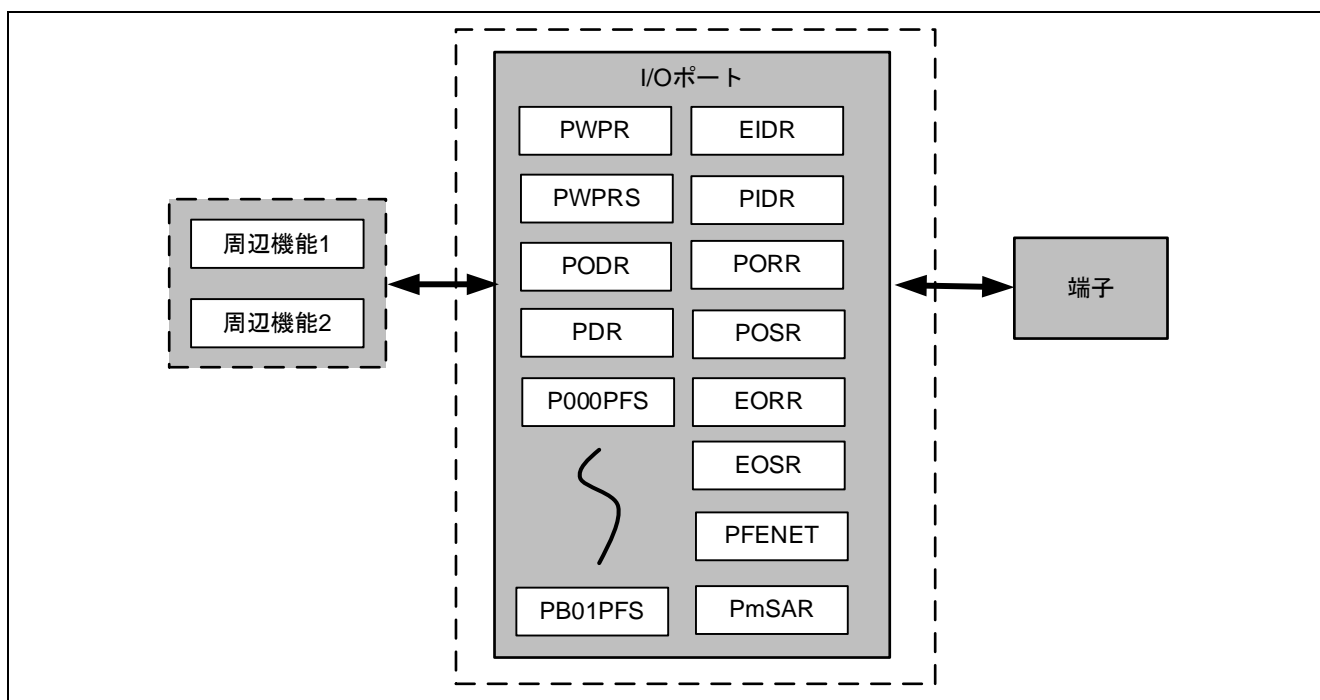 I/Oポート
PWPR
EIDR
PWPRS
PIDR
周辺機能1
PODR
PORR
端子
周辺機能2
PDR
POSR
P000PFS
EORR
EOSR
PFENET
PB01PFS
PmSAR